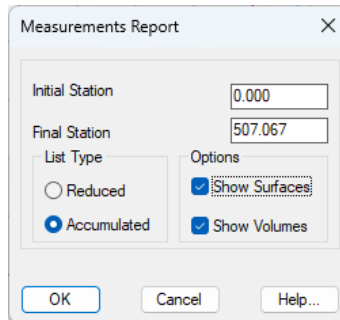 Measurements Report
Initial Station 0.000
Final Station 507.067
List Type Options
Reduced Show Surfaces
Accumulated Show Volumes
OK Cancel Help...